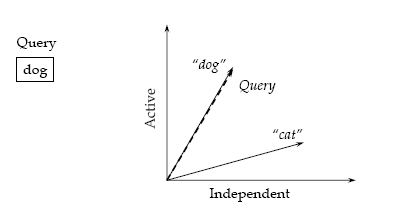 Query
dog
“dog”
Query
“cat”
Active
Independent